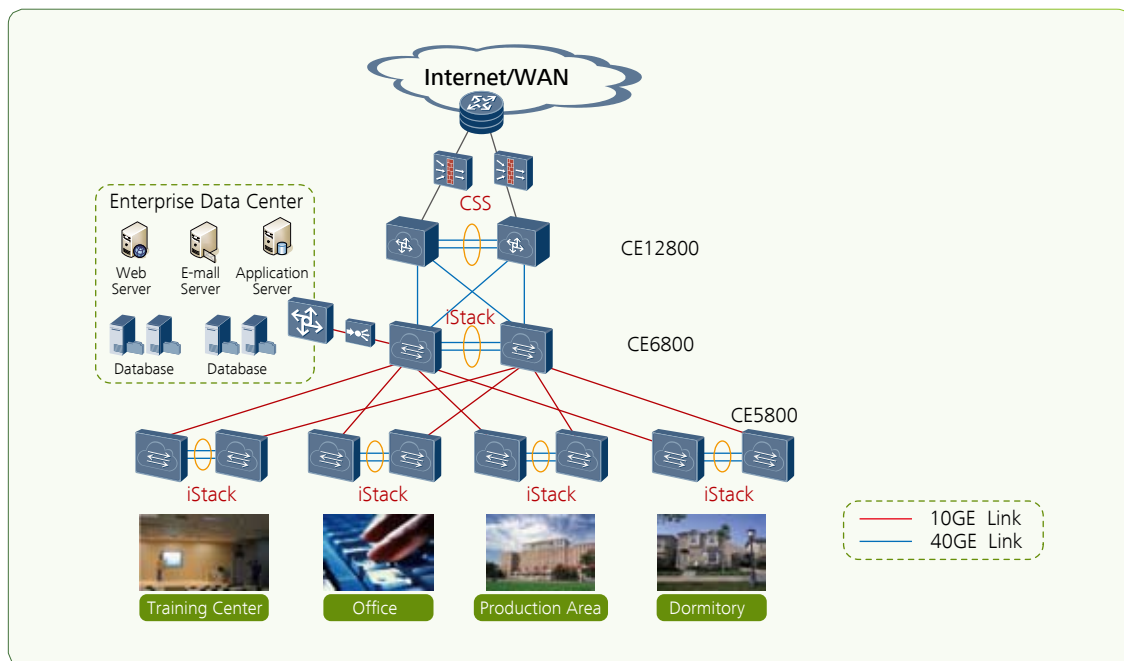 Internet/WAN
CSS
CE12800
Enterprise Data Center
Web
Server
E-mall
Server
Application
Server
Database
Database
iStack
CE6800
CE5800
iStack
iStack
iStack
iStack
Training Center
Office
Production Area
Dormitory
10GE Link
40GE Link